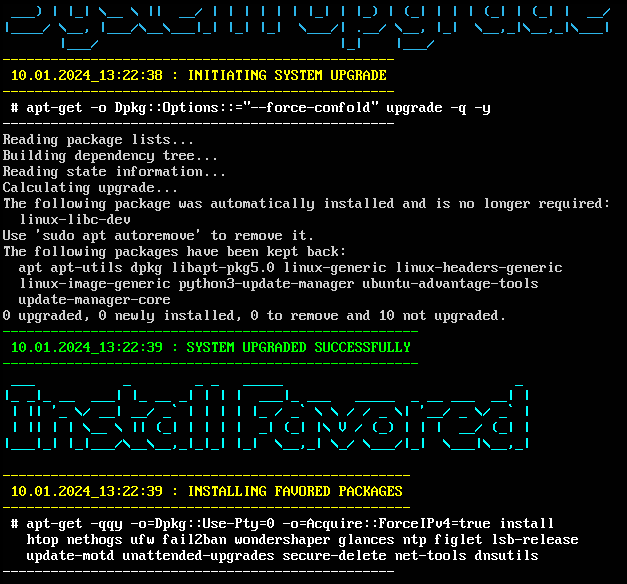 System Upgrade
10.01.2024_13:22:38 : INITIATING SYSTEM UPGRADE
# apt-get -o Dpkg::Options::="--force-confold" upgrade -q -y
Reading package lists...
Building dependency tree...
Reading state information...
Calculating upgrade...
The following package was automatically installed and is no longer required:
linux-libc-dev
Use 'sudo apt autoremove' to remove it.
The following packages have been kept back:
apt apt-utils dpkg libapt-pkg5.0 linux-generic linux-headers-generic
linux-image-generic python3-update-manager ubuntu-advantage-tools
update-manager-core
0 upgraded, 0 newly installed, 0 to remove and 10 not upgraded.
10.01.2024_13:22:39 : SYSTEM UPGRADED SUCCESSFULLY
Install Favored
10.01.2024_13:22:39 : INSTALLING FAVORED PACKAGES
# apt-get -qqy -o=Dpkg::Use-Pty=0 -o=Acquire::ForceIPv4=true install
htop nethogs ufw fail2ban wondershaper glances ntp figlet lsb-release
update-motd unattended-upgrades secure-delete net-tools dnsutils